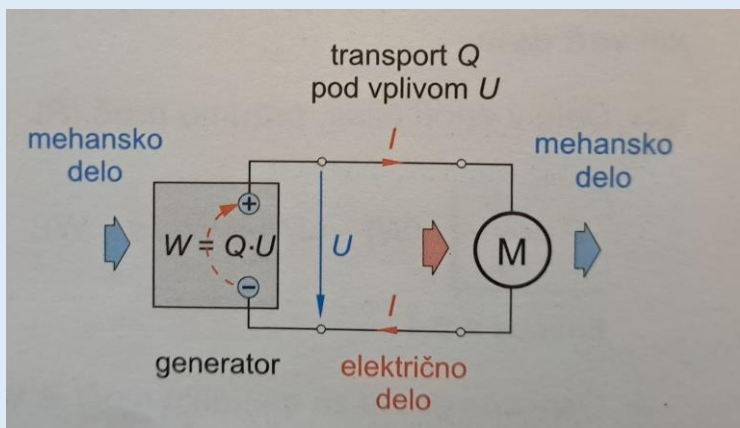 transport Q
pod vplivom U
mehansko
delo
I
mehansko
delo
+
W = Q·U
U
M
−
I
generator
električno
delo